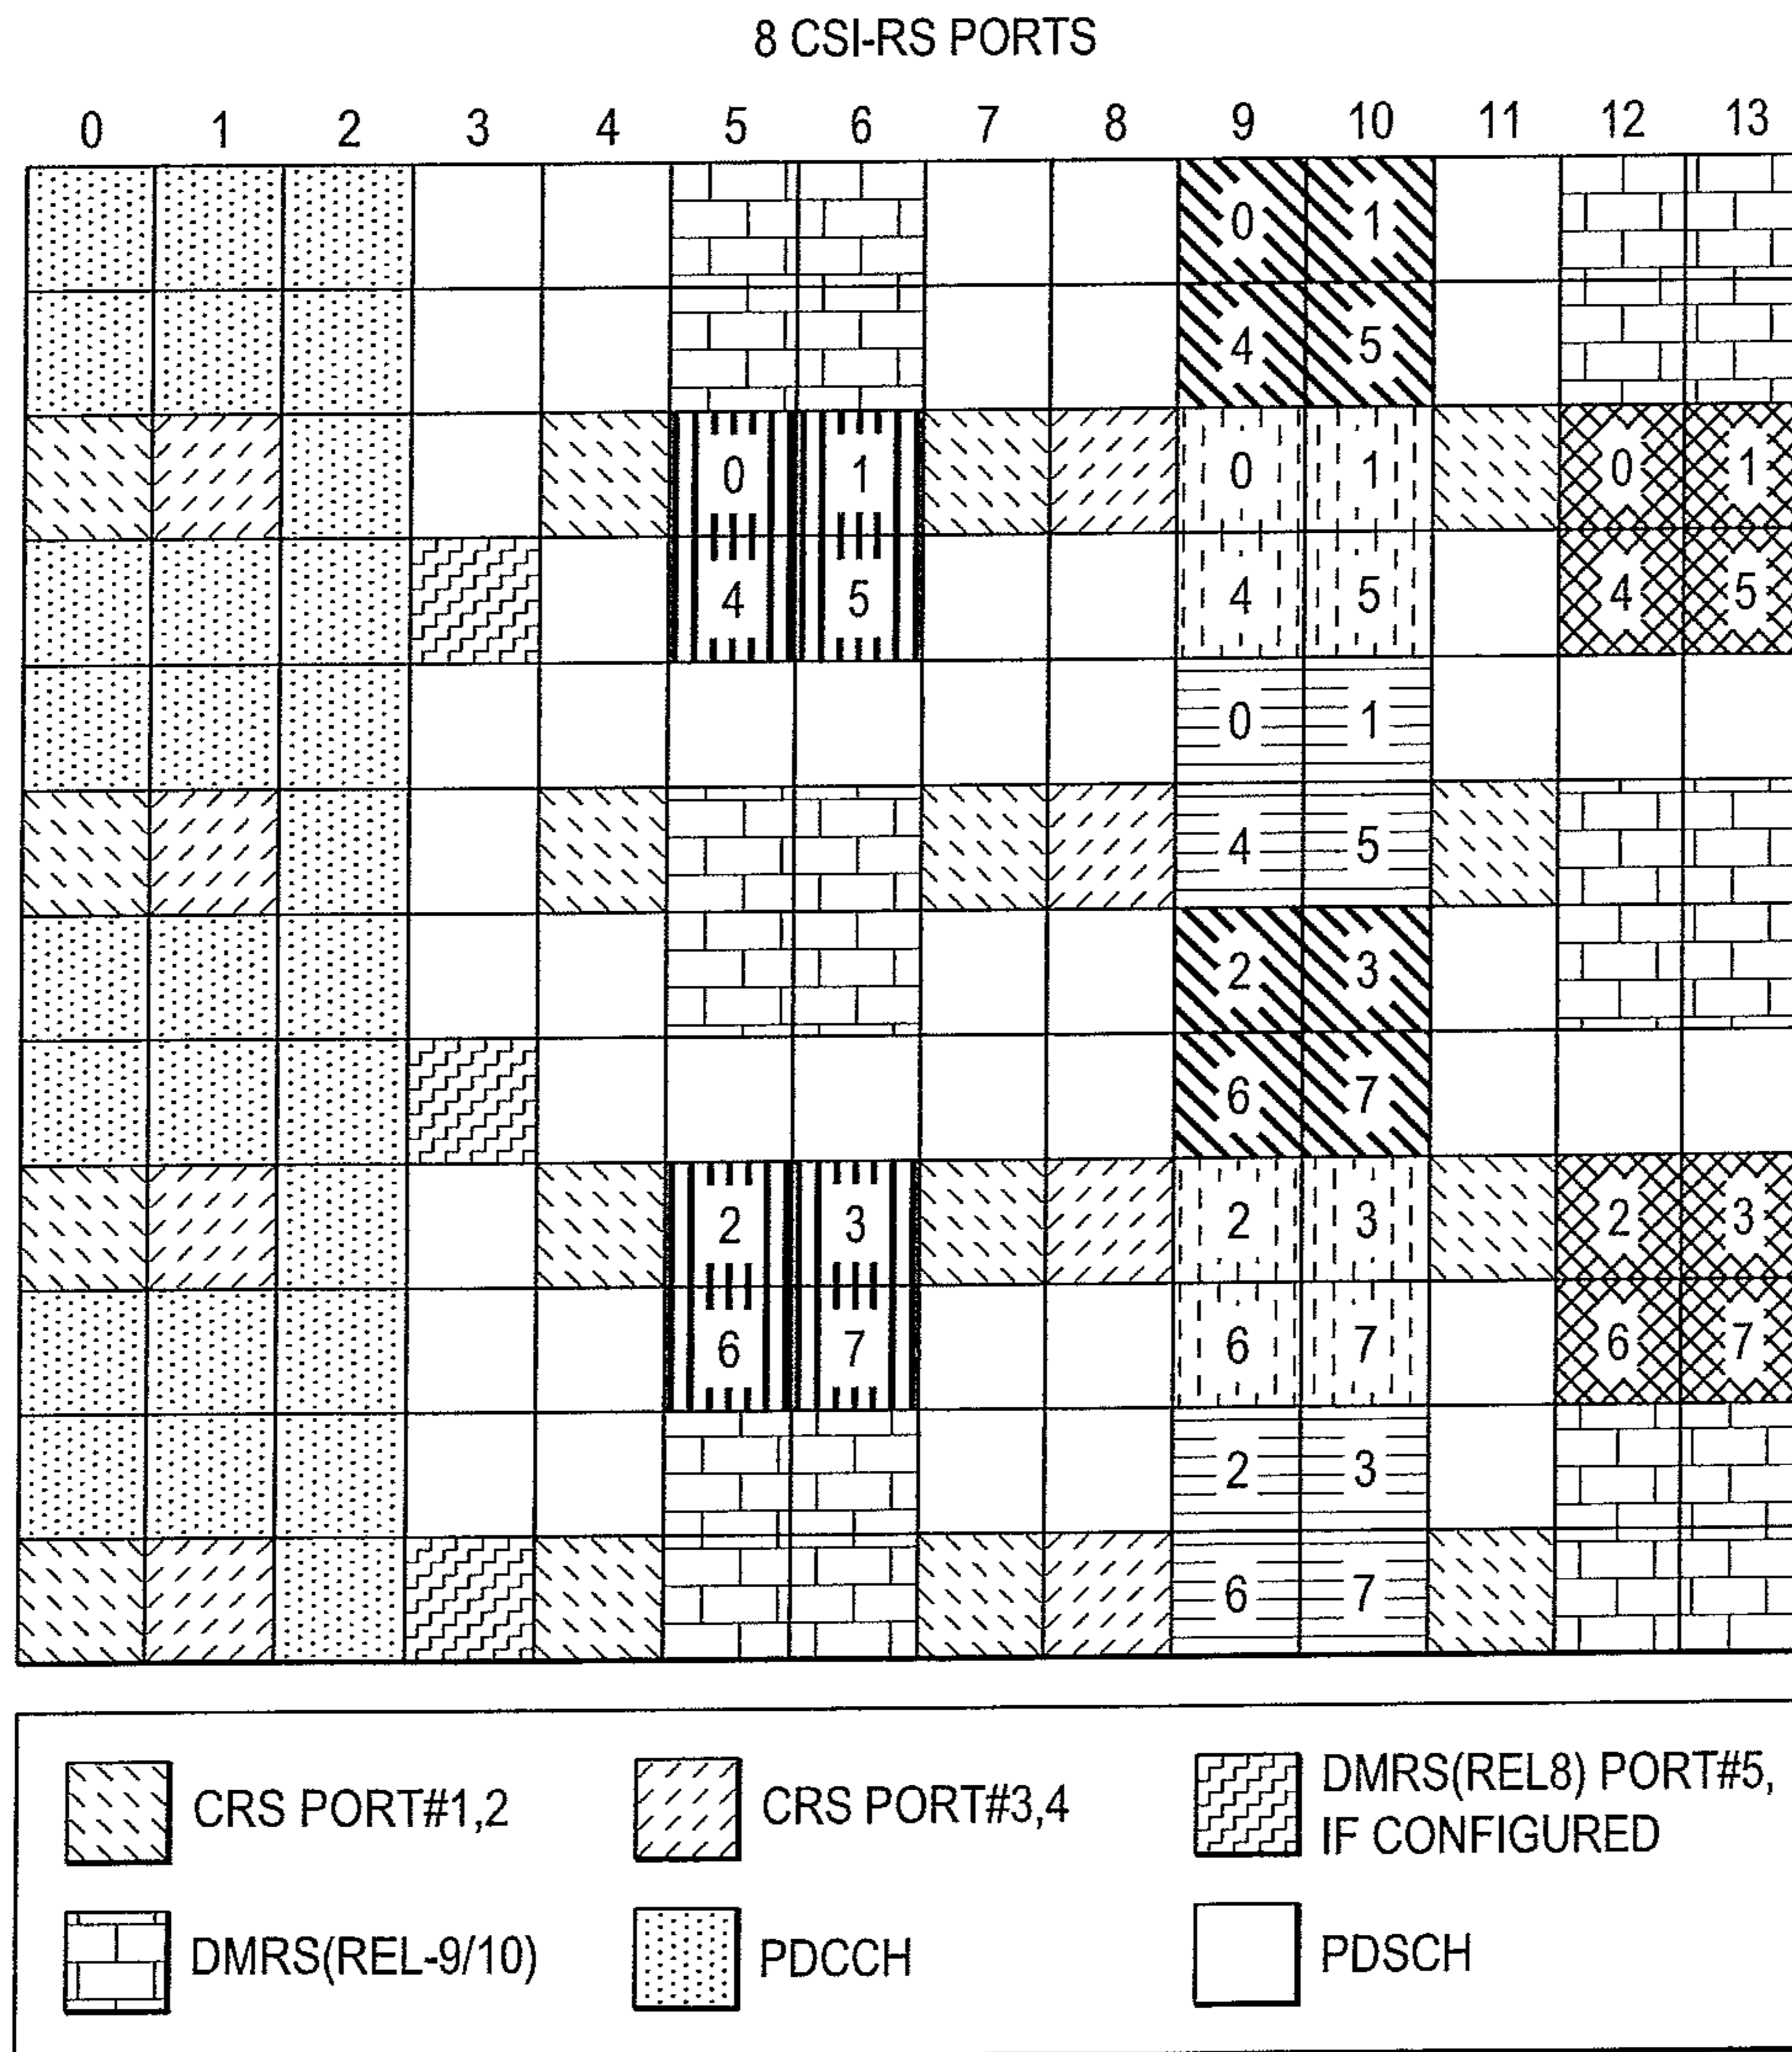 8 CSI-RS PORTS
0 1 2 3 4 5 6 7 8 9 10 11 12 13
0 1
4 5
0 1 0 1 0 1
4 5 4 5 4 5
0 1
4 5
2 3
6 7
2 3 2 3 2 3
6 7 6 7 6 7
2 3
6 7
CRS PORT#1,2
CRS PORT#3,4
DMRS(REL8) PORT#5,
IF CONFIGURED
DMRS(REL-9/10)
PDCCH
PDSCH